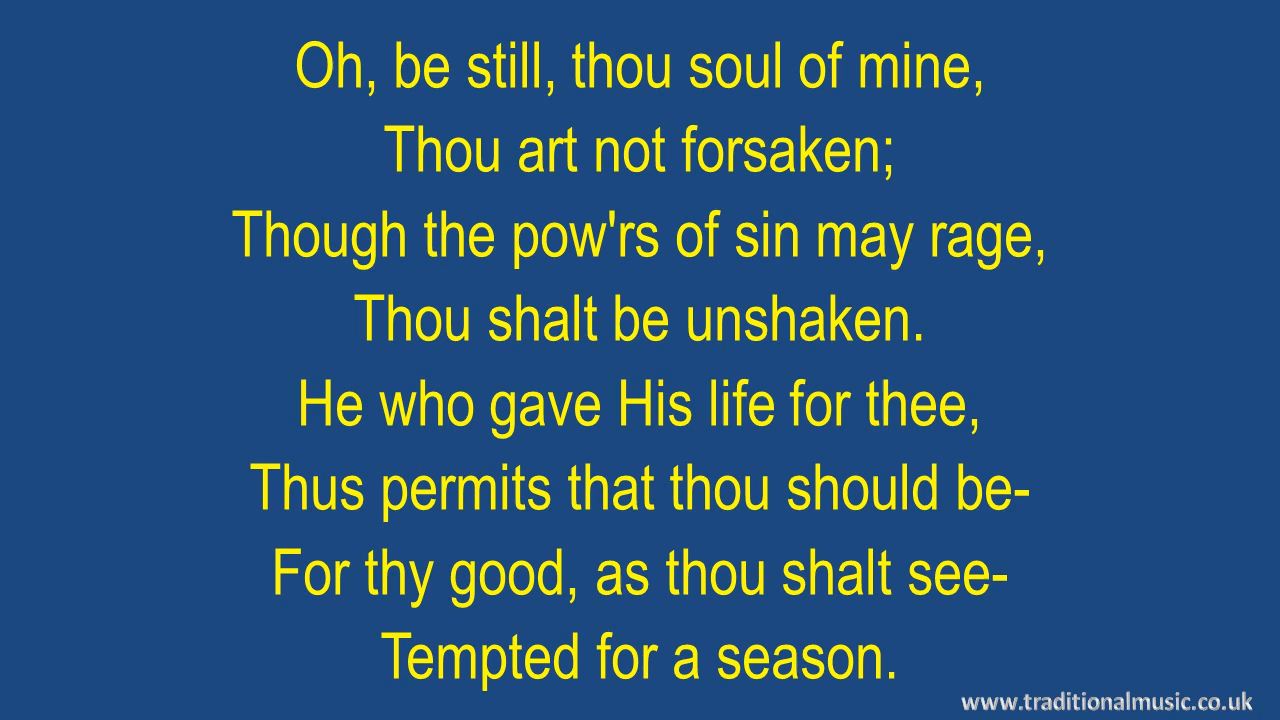 Oh, be still, thou soul of mine,
Thou art not forsaken;
Though the pow'rs of sin may rage,
Thou shalt be unshaken.
He who gave His life for thee,
Thus permits that thou should be-
For thy good, as thou shalt see-
Tempted for a season.
www.traditionalmusic.co.uk